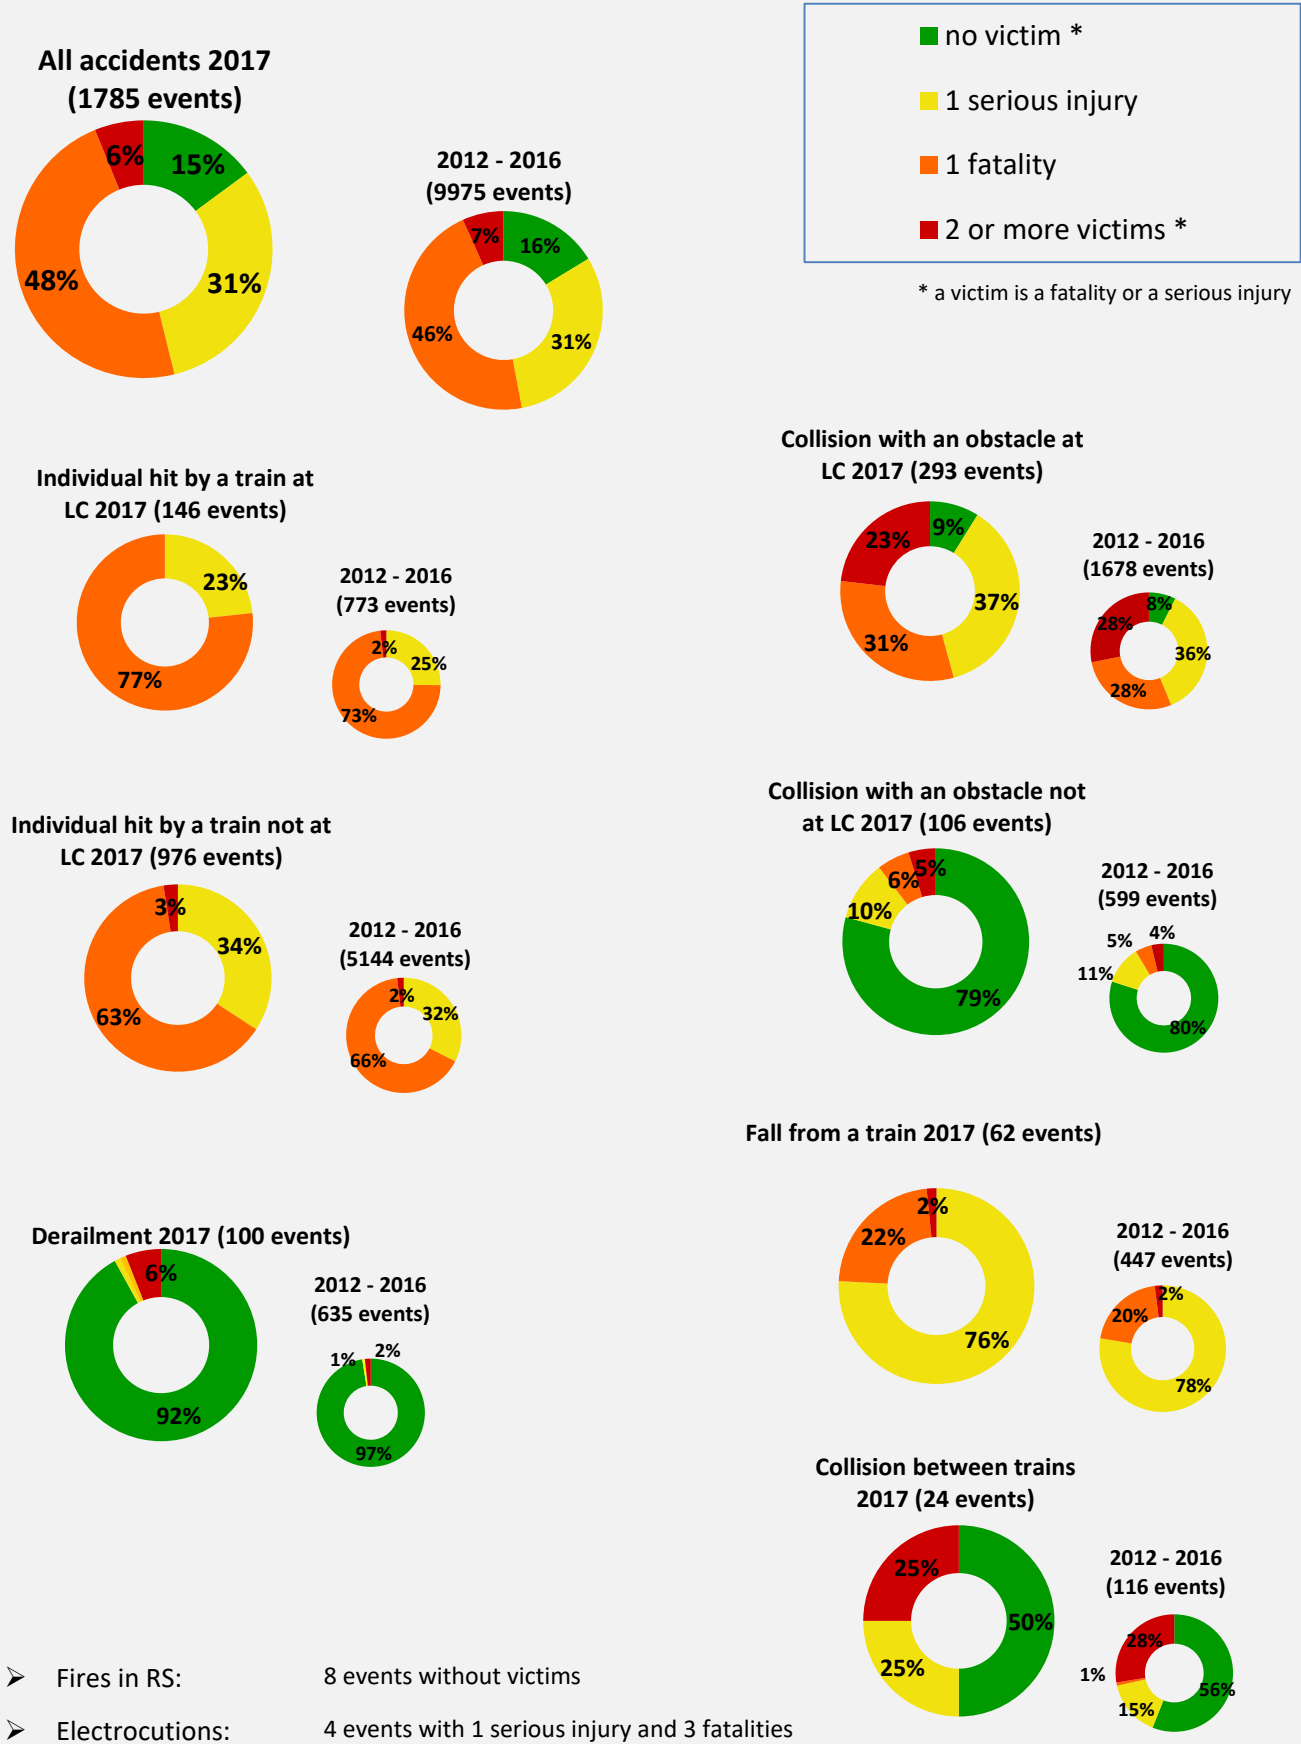 All accidents 2017
(1785 events)
6%
15%
48%
31%
2012 - 2016
(9975 events)
7%
16%
46%
31%
no victim *
1 serious injury
1 fatality
2 or more victims *
* a victim is a fatality or a serious injury
Individual hit by a train at
LC 2017 (146 events)
23%
77%
2012 - 2016
(773 events)
2%
25%
73%
Collision with an obstacle at
LC 2017 (293 events)
9%
23%
37%
31%
2012 - 2016
(1678 events)
8%
28%
36%
28%
Individual hit by a train not at
LC 2017 (976 events)
3%
34%
63%
2012 - 2016
(5144 events)
2%
32%
66%
Collision with an obstacle not
at LC 2017 (106 events)
5%
6%
10%
79%
2012 - 2016
(599 events)
4%
5%
11%
80%
Fall from a train 2017 (62 events)
2%
22%
76%
2012 - 2016
(447 events)
2%
20%
78%
Derailment 2017 (100 events)
6%
92%
2012 - 2016
(635 events)
1%
2%
97%
Collision between trains
2017 (24 events)
25%
50%
25%
2012 - 2016
(116 events)
28%
1%
56%
15%
➢ Fires in RS: 8 events without victims
➢ Electrocutions: 4 events with 1 serious injury and 3 fatalities